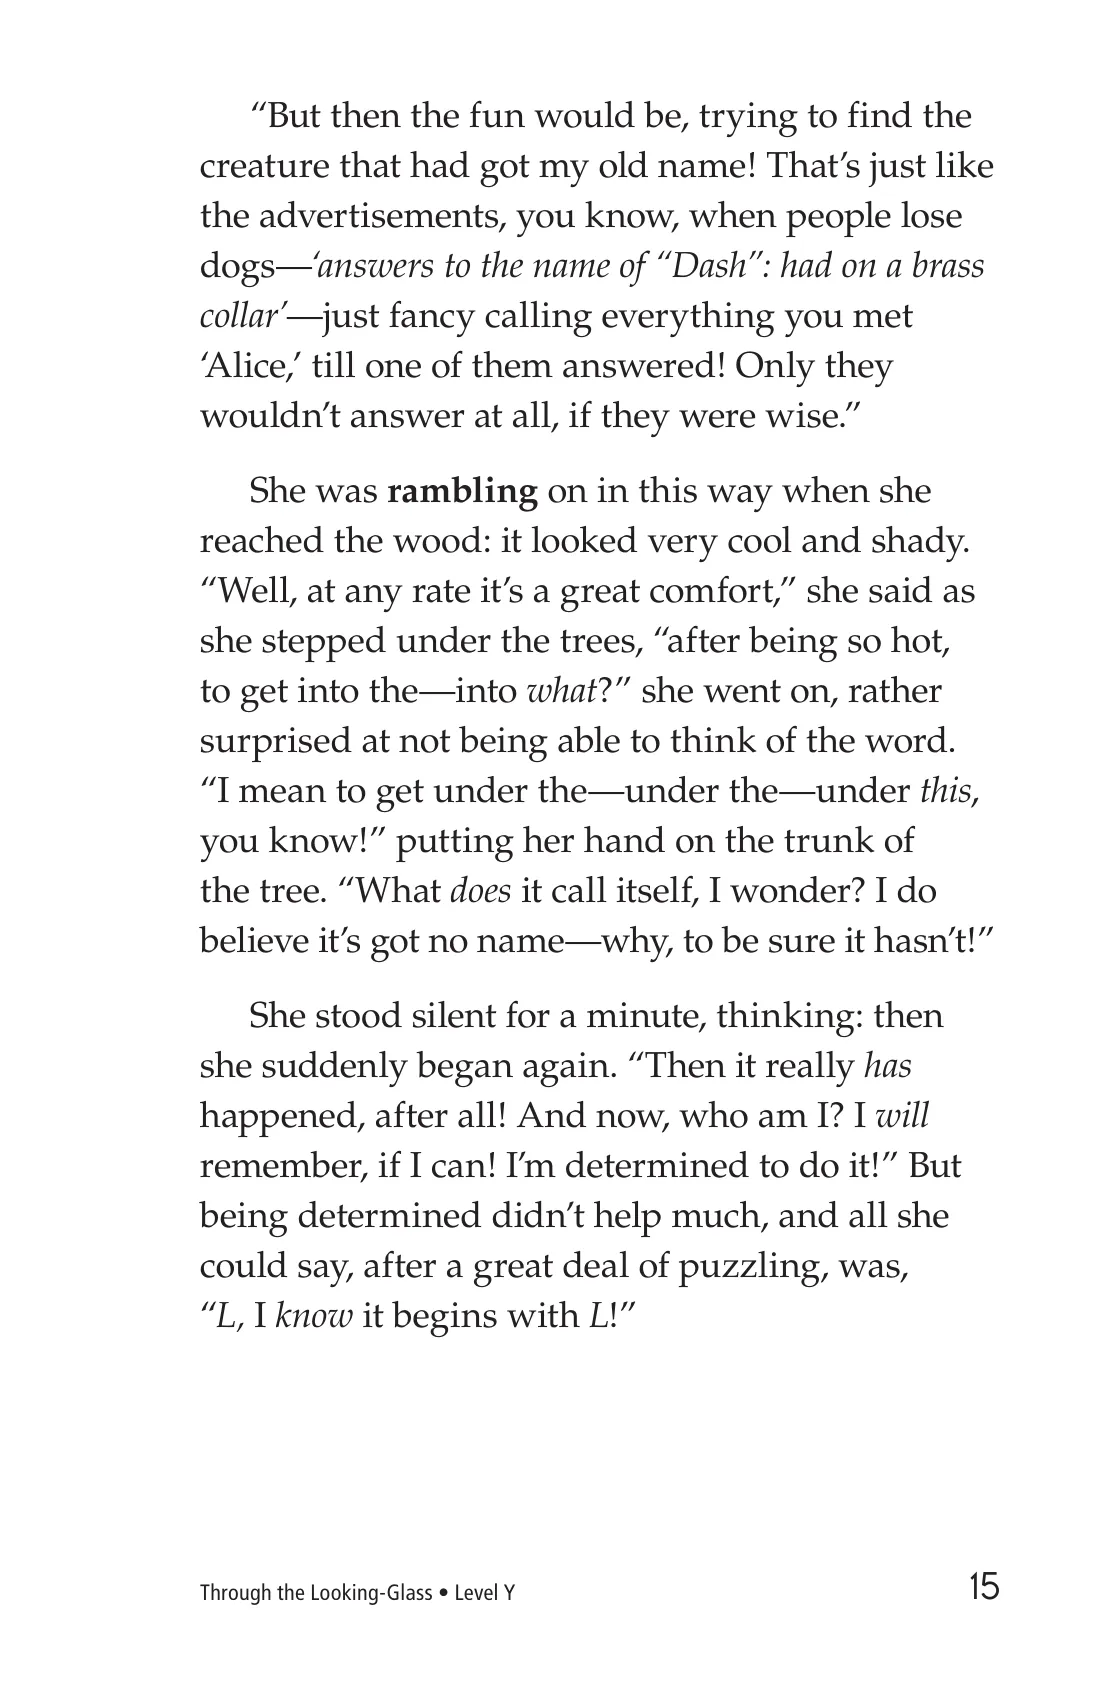 “But then the fun would be, trying to find the
creature that had got my old name! That’s just like
the advertisements, you know, when people lose
dogs—‘answers to the name of “Dash”: had on a brass
collar’—just fancy calling everything you met
‘Alice,’ till one of them answered! Only they
wouldn’t answer at all, if they were wise.”
She was rambling on in this way when she
reached the wood: it looked very cool and shady.
“Well, at any rate it’s a great comfort,” she said as
she stepped under the trees, “after being so hot,
to get into the—into what?” she went on, rather
surprised at not being able to think of the word.
“I mean to get under the—under the—under this,
you know!” putting her hand on the trunk of
the tree. “What does it call itself, I wonder? I do
believe it’s got no name—why, to be sure it hasn’t!”
She stood silent for a minute, thinking: then
she suddenly began again. “Then it really has
happened, after all! And now, who am I? I will
remember, if I can! I’m determined to do it!” But
being determined didn’t help much, and all she
could say, after a great deal of puzzling, was,
“L, I know it begins with L!”
Through the Looking-Glass • Level Y
15